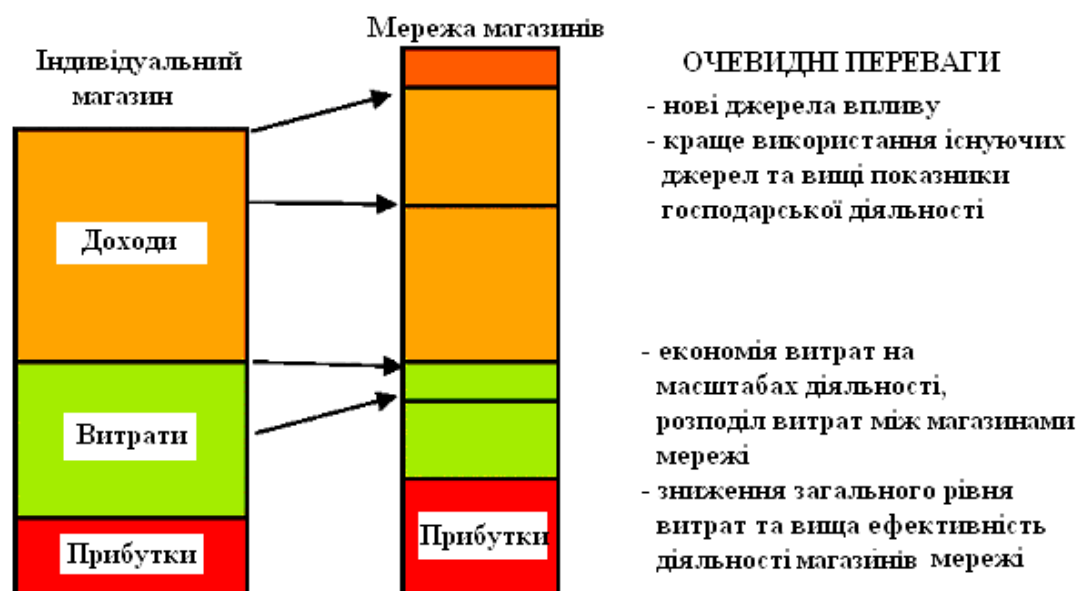 Мережа магазинів
Індивідуальний
магазин
Доходи
Витрати
Прибутки
Прибутки
ОЧЕВИДНІ ПЕРЕВАГИ
- нові джерела впливу
- краще використання існуючих
джерел та вищі показники
господарської діяльності
- економія витрат на
масштабах діяльності,
розподіл витрат між магазинами
мережі
- зниження загального рівня
витрат та вища ефективність
діяльності магазинів мережі